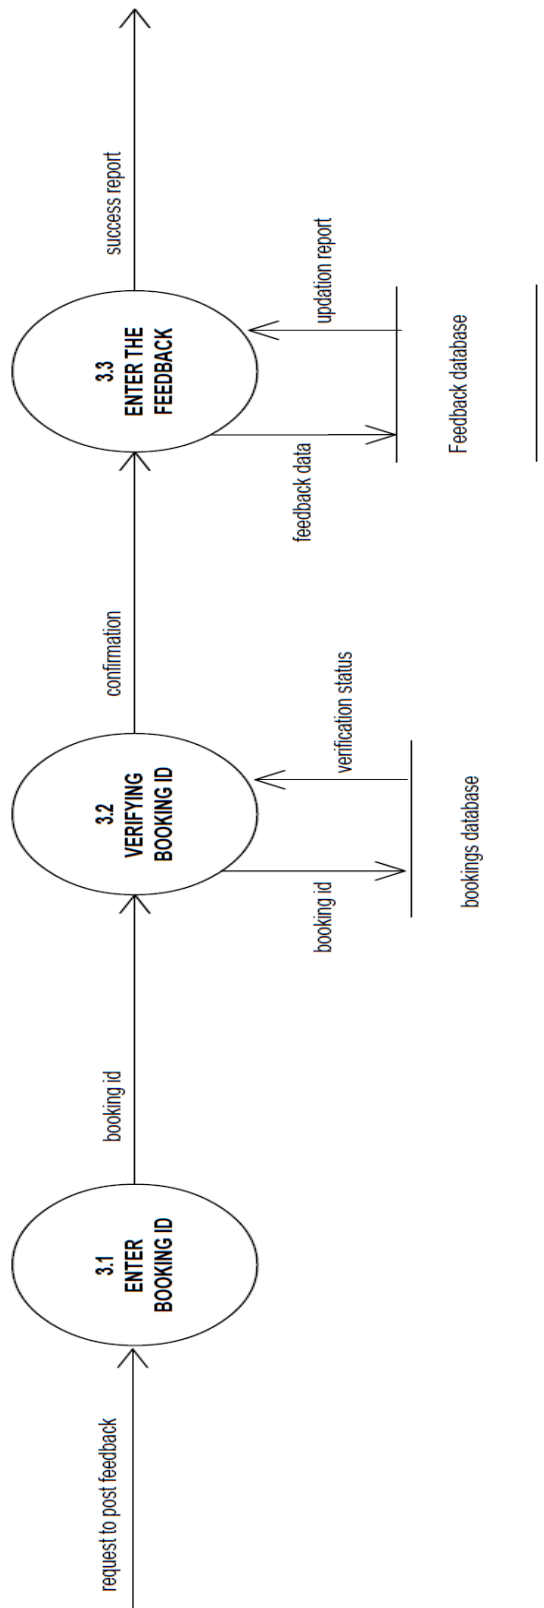 request to post feedback
3.1
ENTER
BOOKING ID
booking id
3.2
VERIFYING
BOOKING ID
booking id
verification status
bookings database
confirmation
3.3
ENTER THE
FEEDBACK
feedback data
updation report
Feedback database
success report